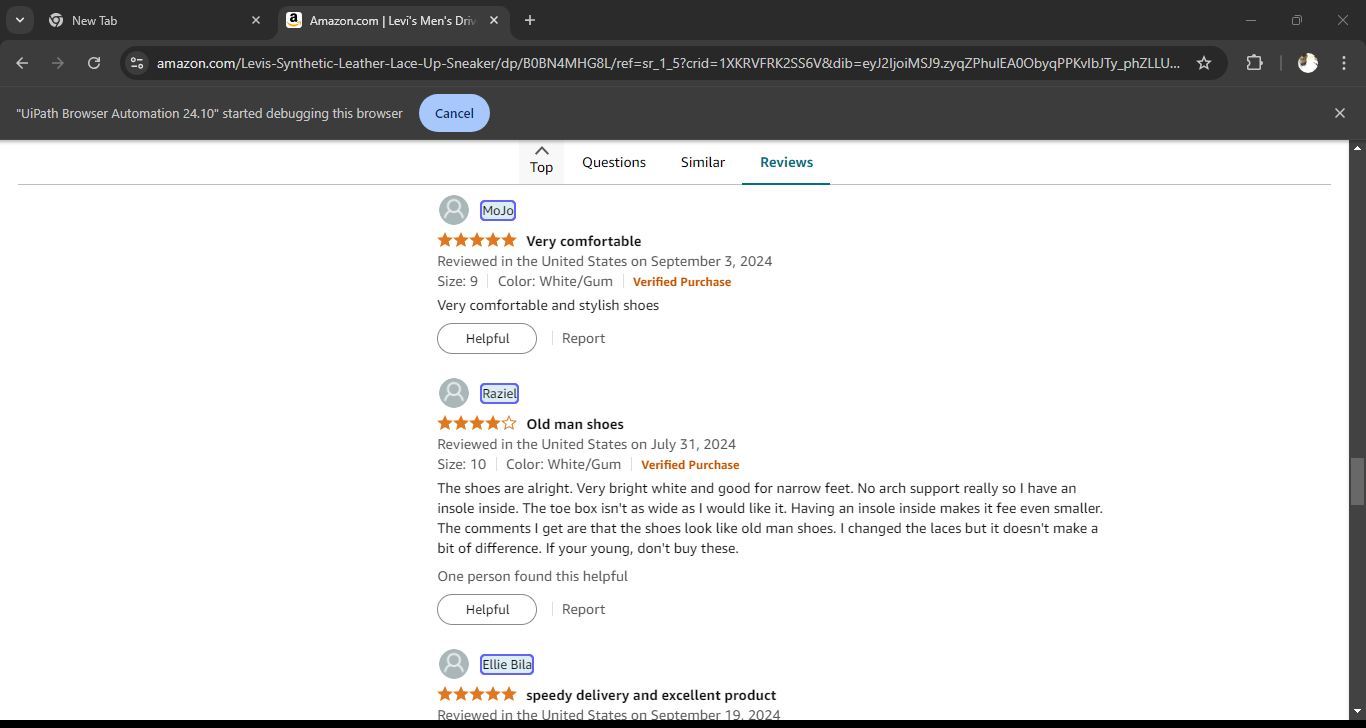 New Tab
Amazon.com | Levi's Men's Driv
amazon.com/Levis-Synthetic-Leather-Lace-Up-Sneaker/dp/B0BN4MHG8L/ref=sr_1_5?crid=1XKRVFRK2SS6V&dib=eyJ2IjoiMSJ9.zyqZPhulEA0ObyqPPKvIbJTy_phZLLU...
"UiPath Browser Automation 24.10" started debugging this browser Cancel
Top Questions Similar Reviews
MoJo
Very comfortable
Reviewed in the United States on September 3, 2024
Size: 9 Color: White/Gum Verified Purchase
Very comfortable and stylish shoes
Helpful Report
Raziel
Old man shoes
Reviewed in the United States on July 31, 2024
Size: 10 Color: White/Gum Verified Purchase
The shoes are alright. Very bright white and good for narrow feet. No arch support really so I have an
insole inside. The toe box isn't as wide as I would like it. Having an insole inside makes it fee even smaller.
The comments I get are that the shoes look like old man shoes. I changed the laces but it doesn't make a
bit of difference. If your young, don't buy these.
One person found this helpful
Helpful Report
Ellie Bila
speedy delivery and excellent product
Reviewed in the United States on September 19, 2024